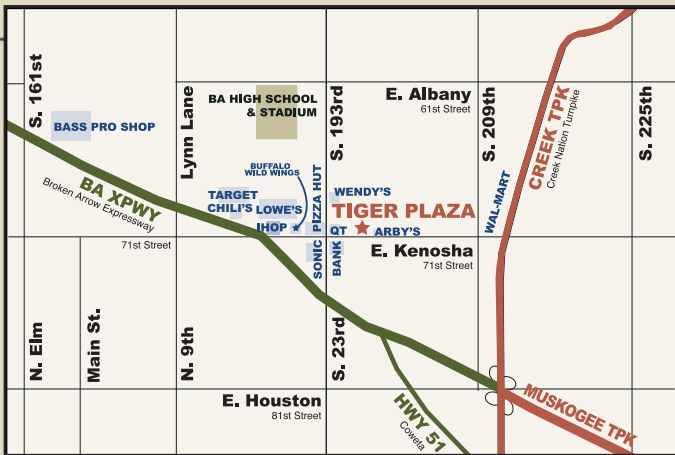 S. 161st
BASS PRO SHOP
BA XPWY
Broken Arrow Expressway
71st Street
N. Elm
Main St.
Lynn Lane
N. 9th
BA HIGH SCHOOL
& STADIUM
BUFFALO
WILD WINGS
TARGET
CHILI'S
LOWE'S
IHOP
PIZZA HUT
SONIC
S. 193rd
WENDY'S
TIGER PLAZA
QT
ARBY'S
BANK
E. Albany
61st Street
E. Kenosha
71st Street
S. 23rd
E. Houston
81st Street
HWY 51
Coweta
S. 209th
WAL-MART
CREEK TPK
Creek Nation Turnpike
S. 225th
MUSKOGEE TPK